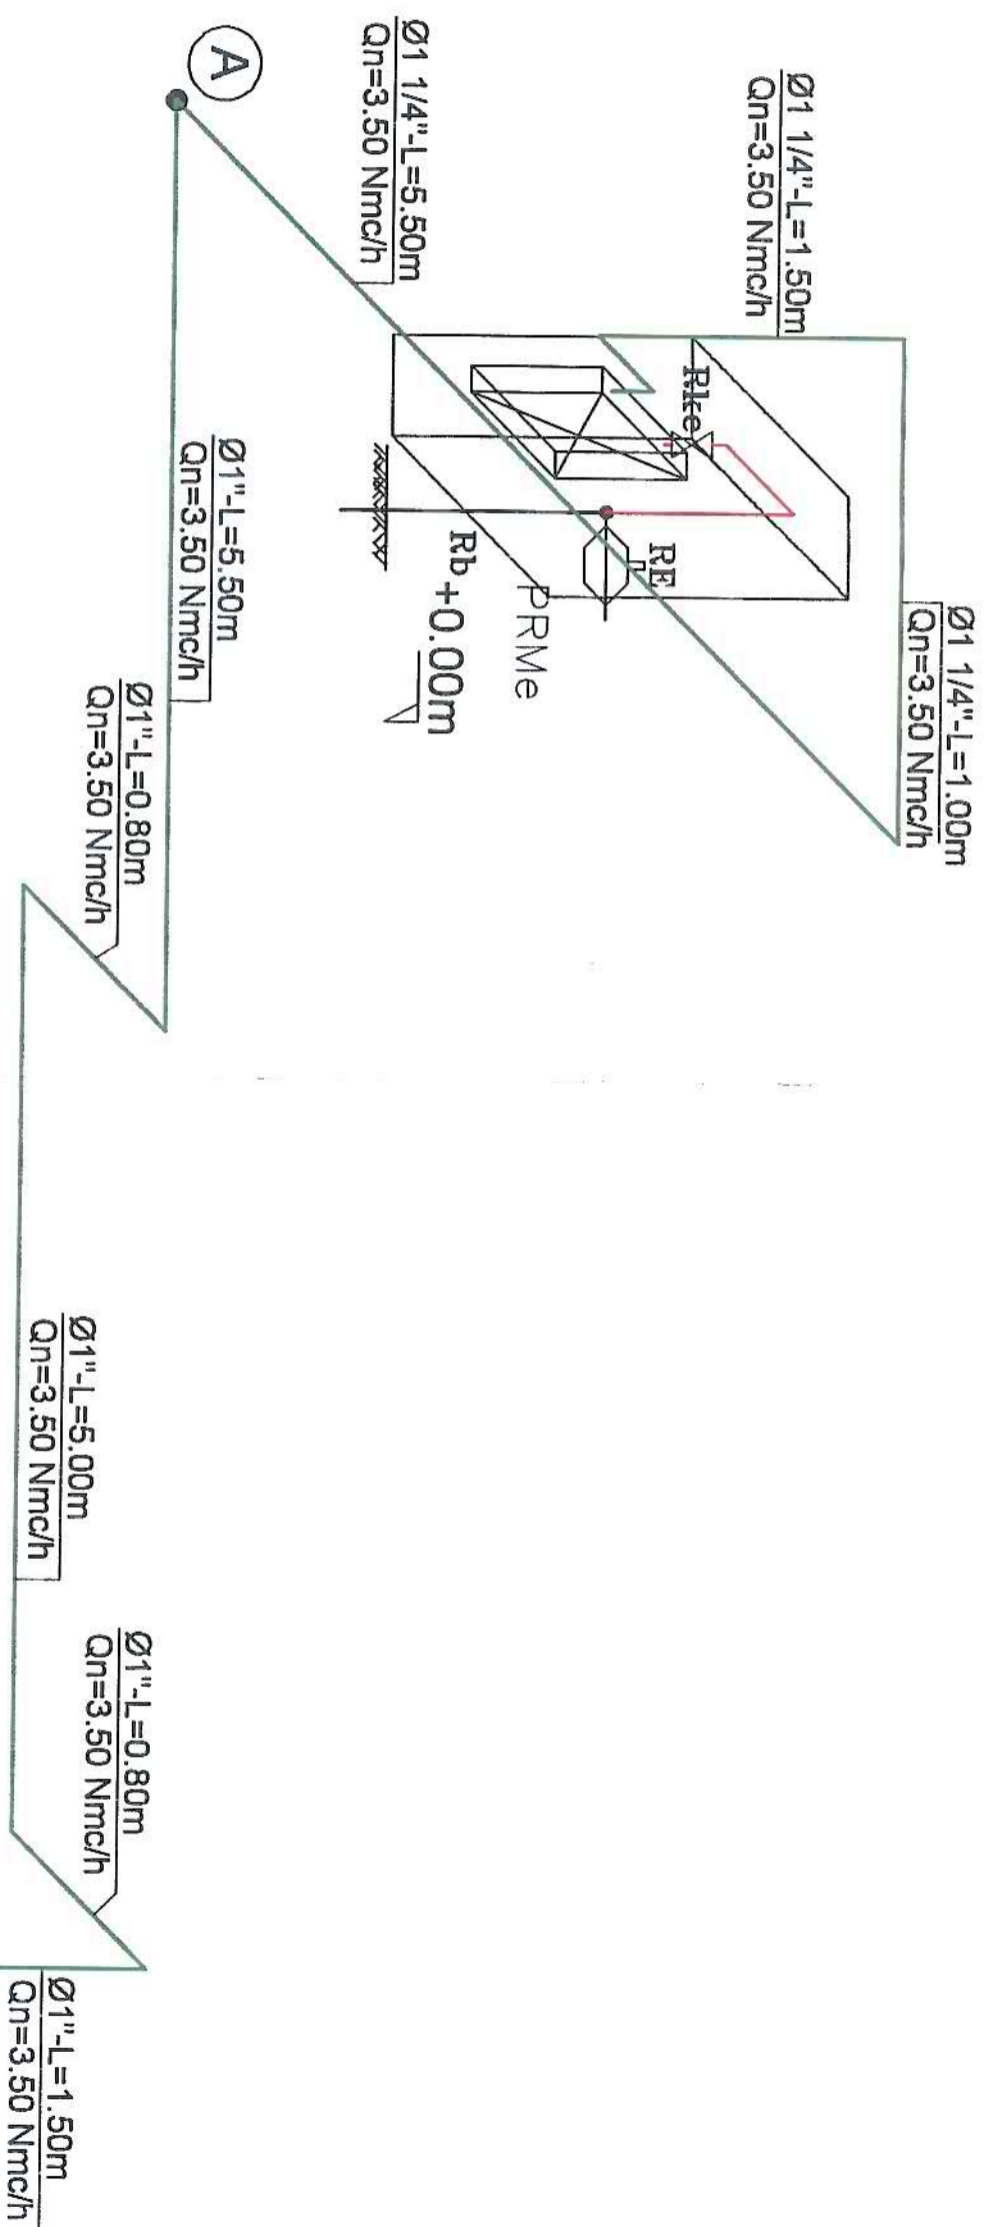 Ø1 1/4"-L=1.00m
Qn=3.50 Nmc/h
Ø1 1/4"-L=1.50m
Qn=3.50 Nmc/h
Rke
RE
PRMe
Rb
+0.00m
Ø1 1/4"-L=5.50m
Qn=3.50 Nmc/h
A
Ø1"-L=5.50m
Qn=3.50 Nmc/h
Ø1"-L=0.80m
Qn=3.50 Nmc/h
Ø1"-L=5.00m
Qn=3.50 Nmc/h
Ø1"-L=0.80m
Qn=3.50 Nmc/h
Ø1"-L=1.50m
Qn=3.50 Nmc/h